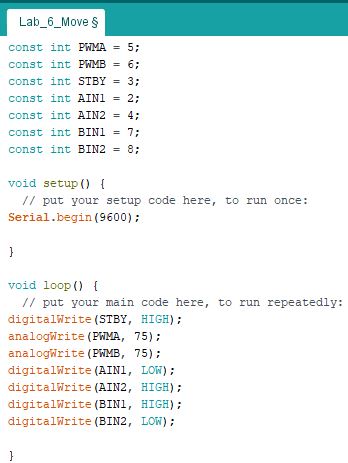 Lab_6_Move §
const int PWMA = 5;
const int PWMB = 6;
const int STBY = 3;
const int AIN1 = 2;
const int AIN2 = 4;
const int BIN1 = 7;
const int BIN2 = 8;
void setup() {
// put your setup code here, to run once:
Serial.begin(9600);
}
void loop() {
// put your main code here, to run repeatedly:
digitalWrite(STBY, HIGH);
analogWrite(PWMA, 75);
analogWrite(PWMB, 75);
digitalWrite(AIN1, LOW);
digitalWrite(AIN2, HIGH);
digitalWrite(BIN1, HIGH);
digitalWrite(BIN2, LOW);
}